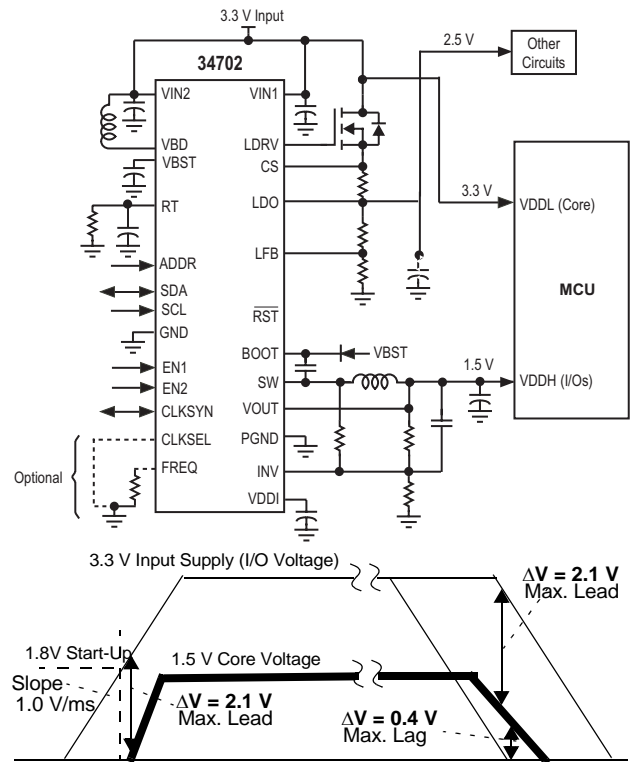 3.3 V Input
34702
2.5 V
Other
Circuits
VIN2
VIN1
VBD
LDRV
VBST
CS
RT
LDO
3.3 V
VDDL (Core)
ADDR
LFB
SDA
SCL
RST
MCU
GND
BOOT
VBST
EN1
SW
1.5 V
VDDH (I/Os)
EN2
VOUT
CLKSYN
CLKSEL
PGND
Optional
FREQ
INV
VDDI
3.3 V Input Supply (I/O Voltage)
ΔV = 2.1 V
Max. Lead
1.8V Start-Up
1.5 V Core Voltage
Slope
1.0 V/ms
ΔV = 2.1 V
Max. Lead
ΔV = 0.4 V
Max. Lag